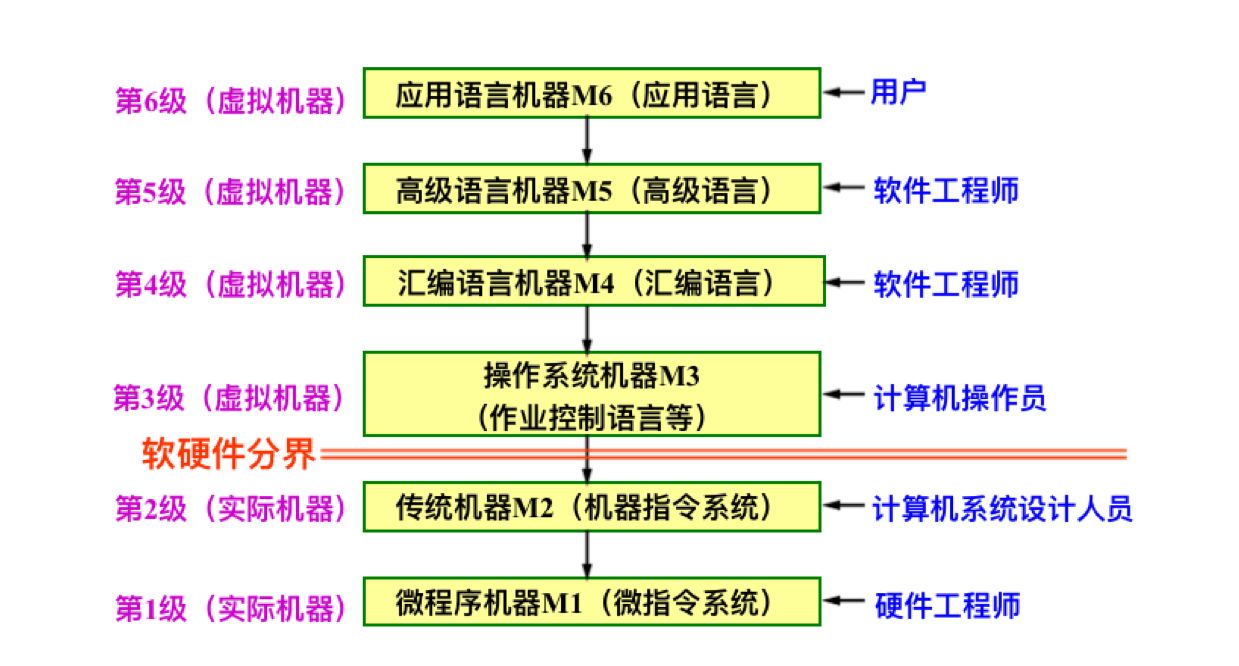 第6级（虚拟机器） 应用语言机器M6（应用语言） 用户
第5级（虚拟机器） 高级语言机器M5（高级语言） 软件工程师
第4级（虚拟机器） 汇编语言机器M4（汇编语言） 软件工程师
操作系统机器M3
第3级（虚拟机器） 计算机操作员
（作业控制语言等）
软硬件分界
第2级（实际机器） 传统机器M2（机器指令系统） 计算机系统设计人员
第1级（实际机器） 微程序机器M1（微指令系统） 硬件工程师